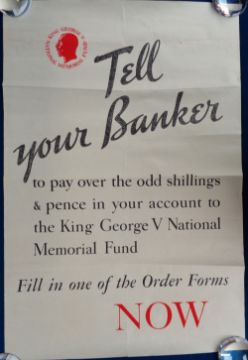 Tell
your Banker
to pay over the odd shillings
& pence in your account to
the King George V National
Memorial Fund
Fill in one of the Order Forms
NOW